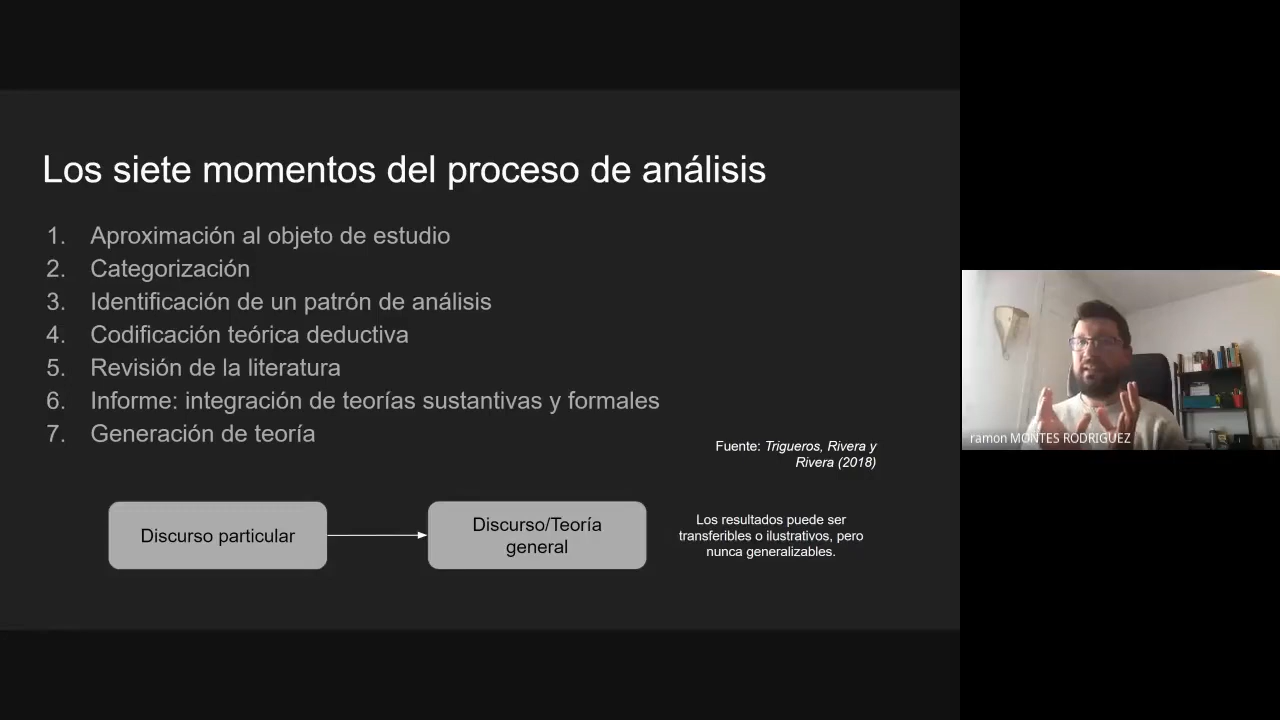 Los siete momentos del proceso de análisis
1. Aproximación al objeto de estudio
2. Categorización
3. Identificación de un patrón de análisis
4. Codificación teórica deductiva
5. Revisión de la literatura
6. Informe: integración de teorías sustantivas y formales
7. Generación de teoría
Fuente: Trigueros, Rivera y
Rivera (2018)
Discurso particular
Discurso/Teoría
general
Los resultados puede ser
transferibles o ilustrativos, pero
nunca generalizables.
ramon MONTES RODRIGUEZ